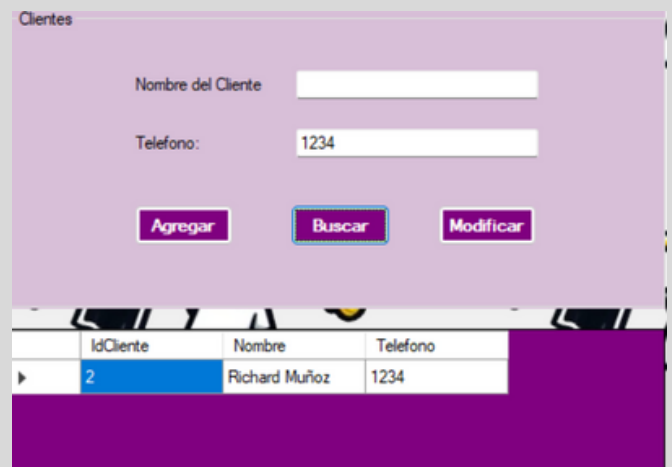 Clientes
Nombre del Cliente
Telefono: 1234
Agregar Buscar Modificar
IdCliente Nombre Telefono
2 Richard Muñoz 1234